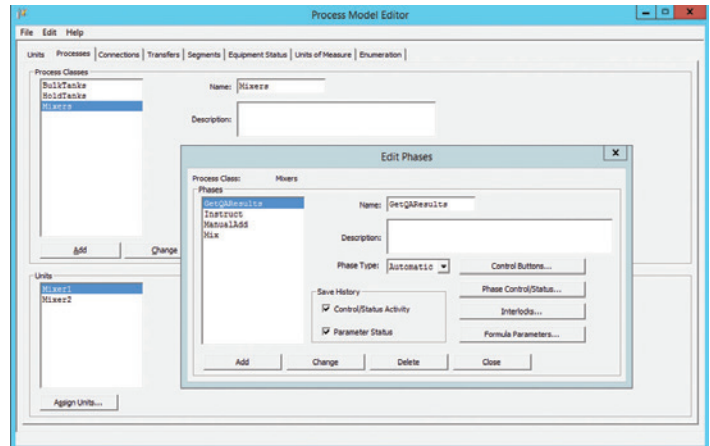 Process Model Editor
File Edit Help
Units Processes Connections Transfers Segments Equipment Status Units of Measure Enumeration
Process Classes
BulkTanks
HoldTanks
Mixers
Name: Mixers
Description:
Add Change
Units
Mixer1
Mixer2
Assign Units...
Edit Phases
Process Class: Mixers
Phases
GetQAResults
Instruct
ManualAdd
Mix
Name: GetQAResults
Description:
Phase Type: Automatic
Save History
Control/Status Activity
Parameter Status
Control Buttons...
Phase Control/Status...
Interlocks...
Formula Parameters...
Add Change Delete Close